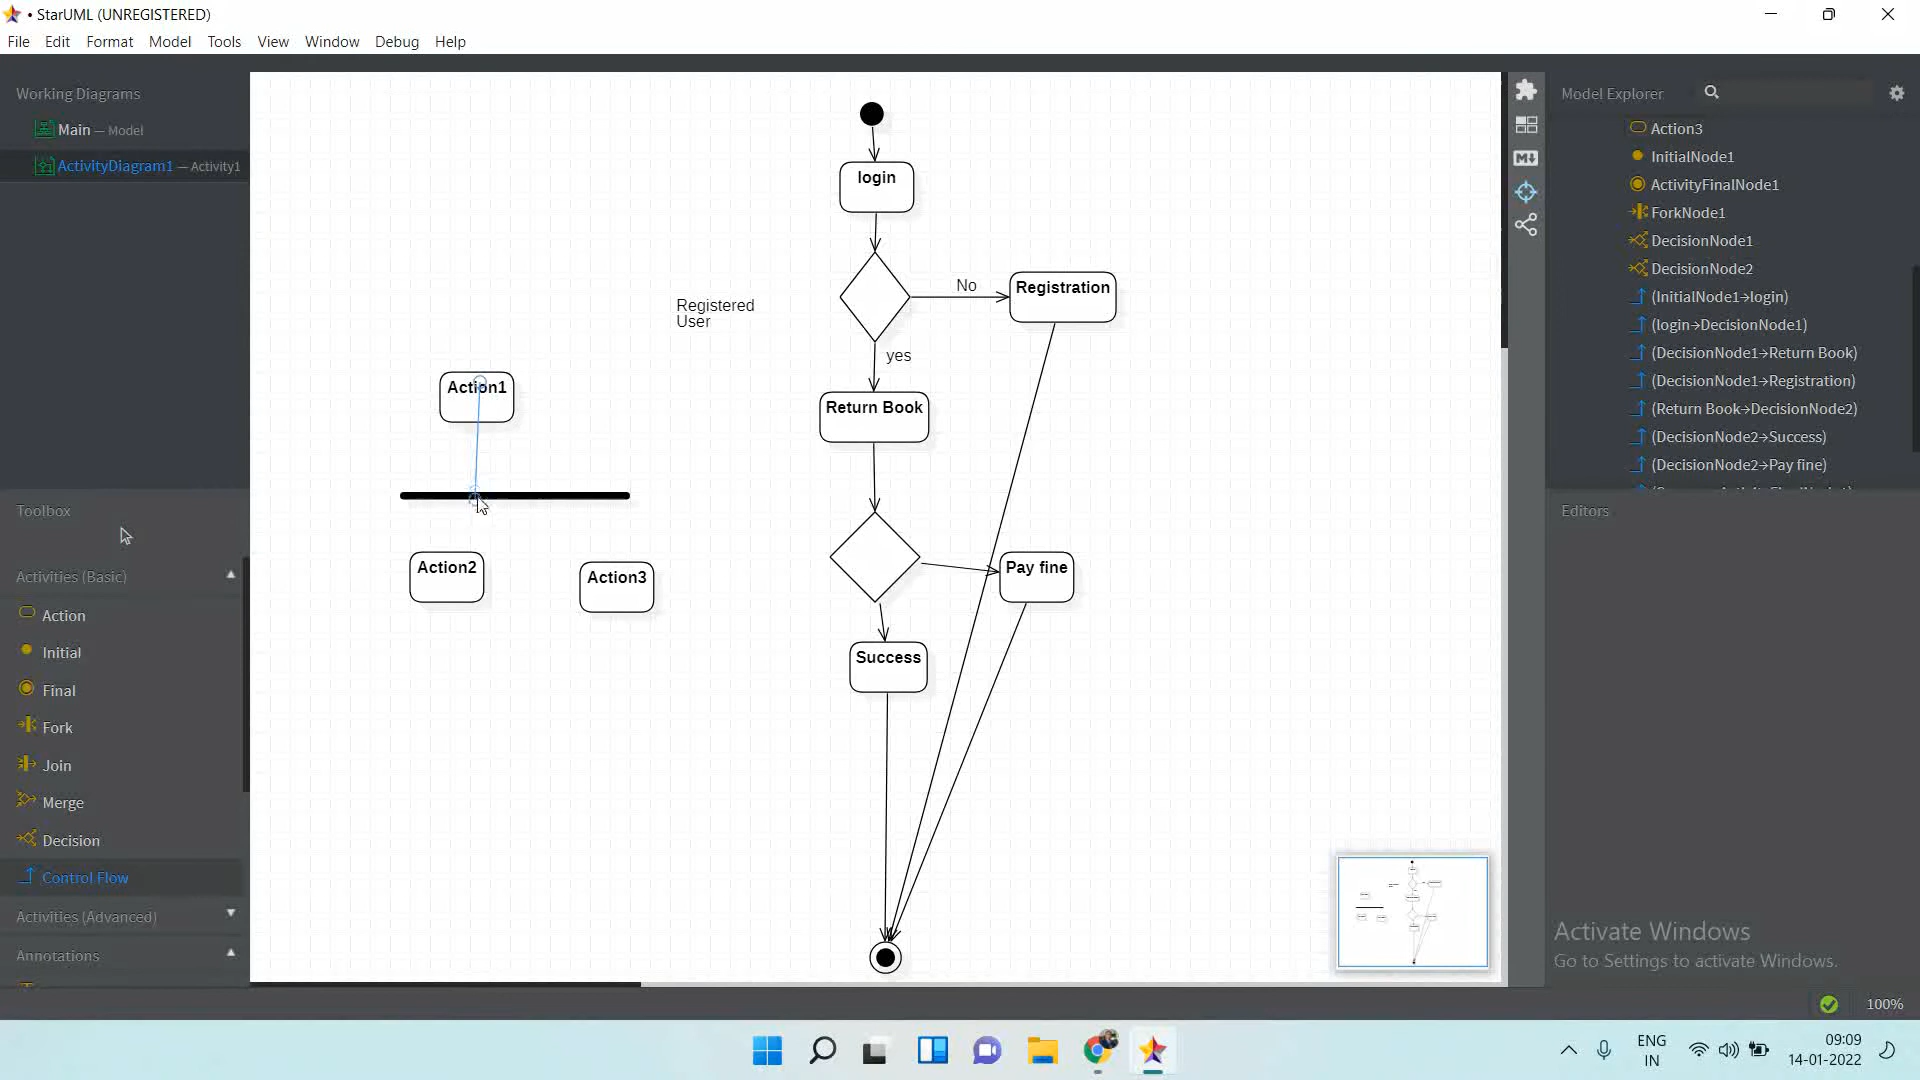 • StarUML (UNREGISTERED)
File Edit Format Model Tools View Window Debug Help
Working Diagrams
Main — Model
ActivityDiagram1 — Activity1
Toolbox
Activities (Basic)
Action
Initial
Final
Fork
Join
Merge
Decision
Control Flow
Activities (Advanced)
Annotations
login
No
Registration
Registered
User
yes
Action1
Return Book
Action2
Action3
Pay fine
Success
Model Explorer
Action3
InitialNode1
ActivityFinalNode1
ForkNode1
DecisionNode1
DecisionNode2
(InitialNode1→login)
(login→DecisionNode1)
(DecisionNode1→Return Book)
(DecisionNode1→Registration)
(Return Book→DecisionNode2)
(DecisionNode2→Success)
(DecisionNode2→Pay fine)
Editors
Activate Windows
Go to Settings to activate Windows.
100%
ENG
IN
09:09
14-01-2022